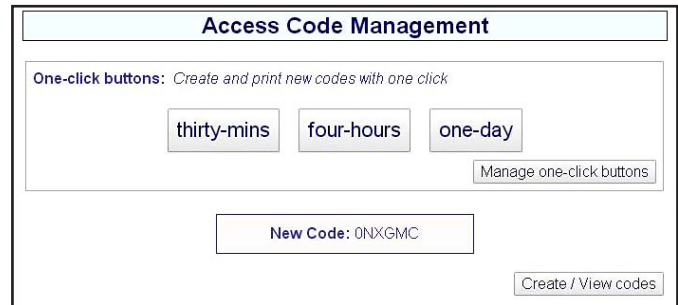 Access Code Management
One-click buttons: Create and print new codes with one click
thirty-mins four-hours one-day
Manage one-click buttons
New Code: 0NXGMC
Create / View codes